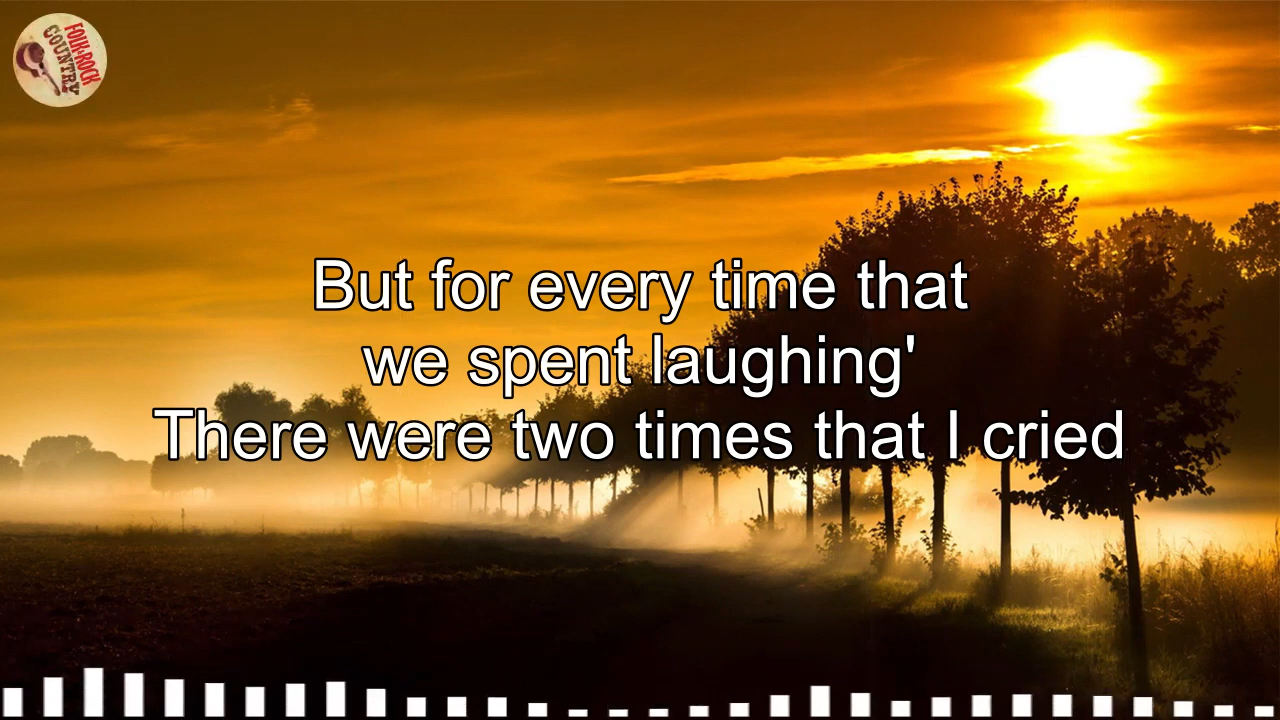 FOLK-ROCK
COUNTRY
But for every time that
we spent laughing'
There were two times that I cried